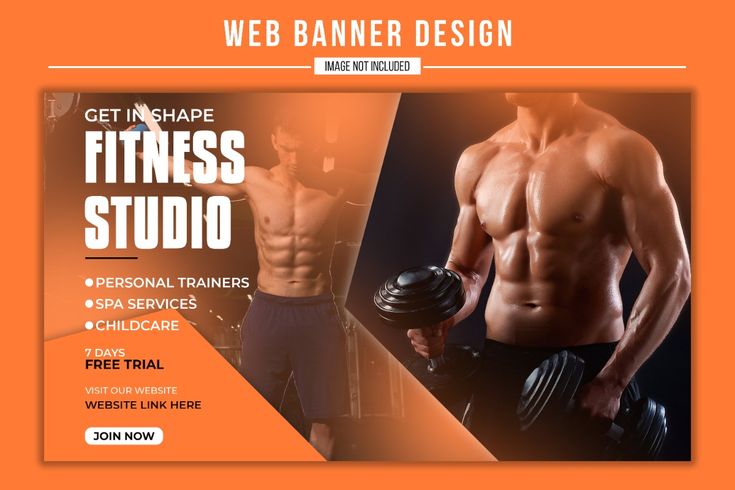 WEB BANNER DESIGN
IMAGE NOT INCLUDED
GET IN SHAPE
FITNESS
STUDIO
PERSONAL TRAINERS
SPA SERVICES
CHILDCARE
7 DAYS
FREE TRIAL
VISIT OUR WEBSITE
WEBSITE LINK HERE
JOIN NOW